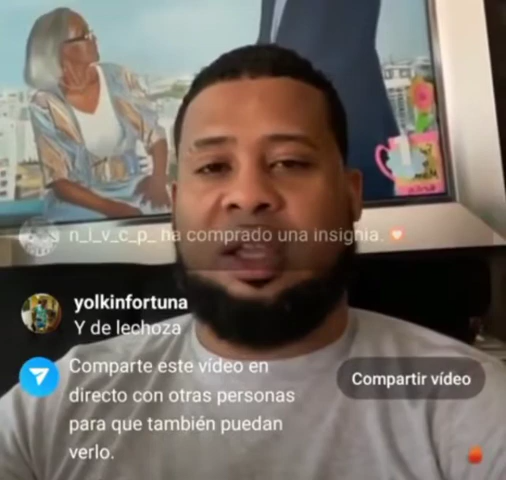 n_l_v_c_p_ ha comprado una insignia.
yolkinfortuna
Y de lechoza
Comparte este vídeo en
directo con otras personas
para que también puedan
verlo.
Compartir vídeo